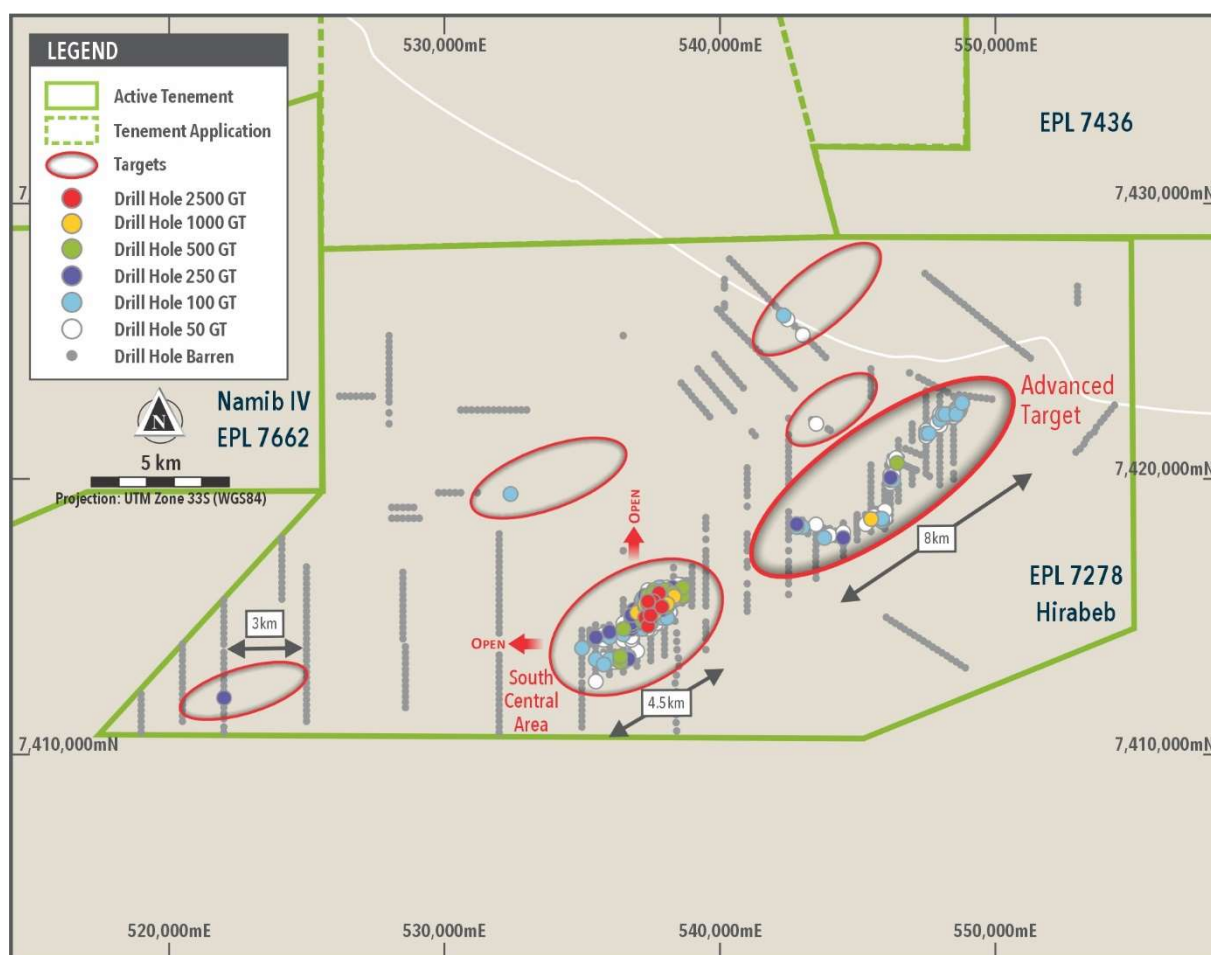 LEGEND
Active Tenement
Tenement Application
Targets
Drill Hole 2500 GT
Drill Hole 1000 GT
Drill Hole 500 GT
Drill Hole 250 GT
Drill Hole 100 GT
Drill Hole 50 GT
Drill Hole Barren
530,000mE
540,000mE
550,000mE
EPL 7436
7,430,000mN
N
Namib IV
EPL 7662
5 km
Projection: UTM Zone 33S (WGS84)
Advanced
Target
7,420,000mN
OPEN
8km
EPL 7278
Hirabeb
3km
OPEN
South
Central
Area
4.5km
7,410,000mN
7,410,000mN
520,000mE
530,000mE
540,000mE
550,000mE